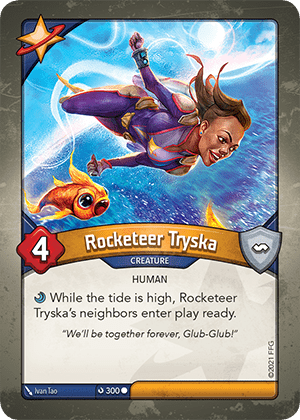 Rocketeer Tryska
4
CREATURE
HUMAN
While the tide is high, Rocketeer
Tryska’s neighbors enter play ready.
“We’ll be together forever, Glub-Glub!”
©2021 FFG
Ivan Tao
300